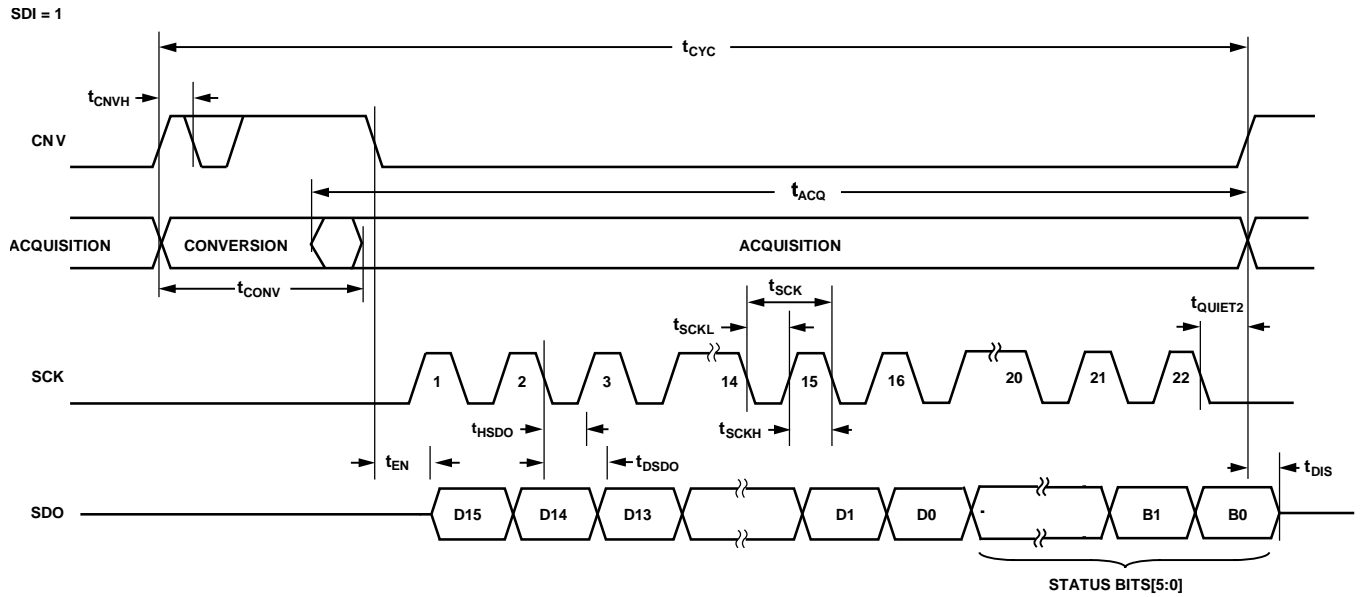 SDI = 1
tCYC
tCNVH
CNV
tACQ
ACQUISITION CONVERSION ACQUISITION
tCONV
tSCK
tQUIET2
tSCKL
SCK 1 2 3 14 15 16 20 21 22
tHSDO tSCKH
tEN tDSDO tDIS
SDO D15 D14 D13 D1 D0 B1 B0
STATUS BITS[5:0]